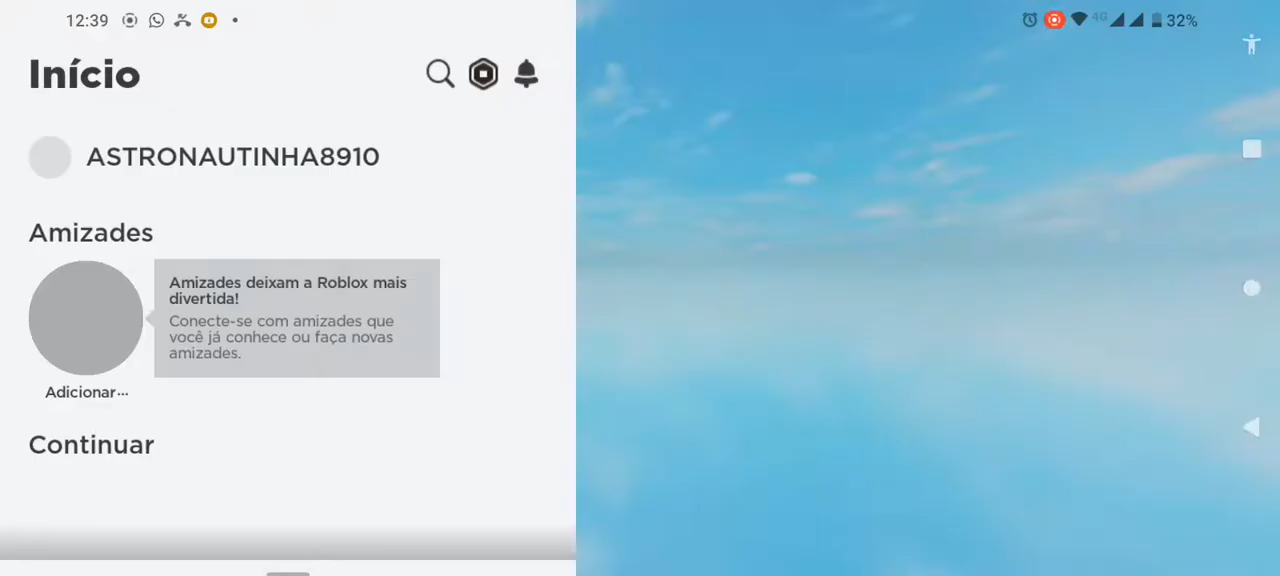 12:39
4G 32%
Início
ASTRONAUTINHA8910
Amizades
Amizades deixam a Roblox mais
divertida!
Conecte-se com amizades que
você já conhece ou faça novas
amizades.
Adicionar...
Continuar